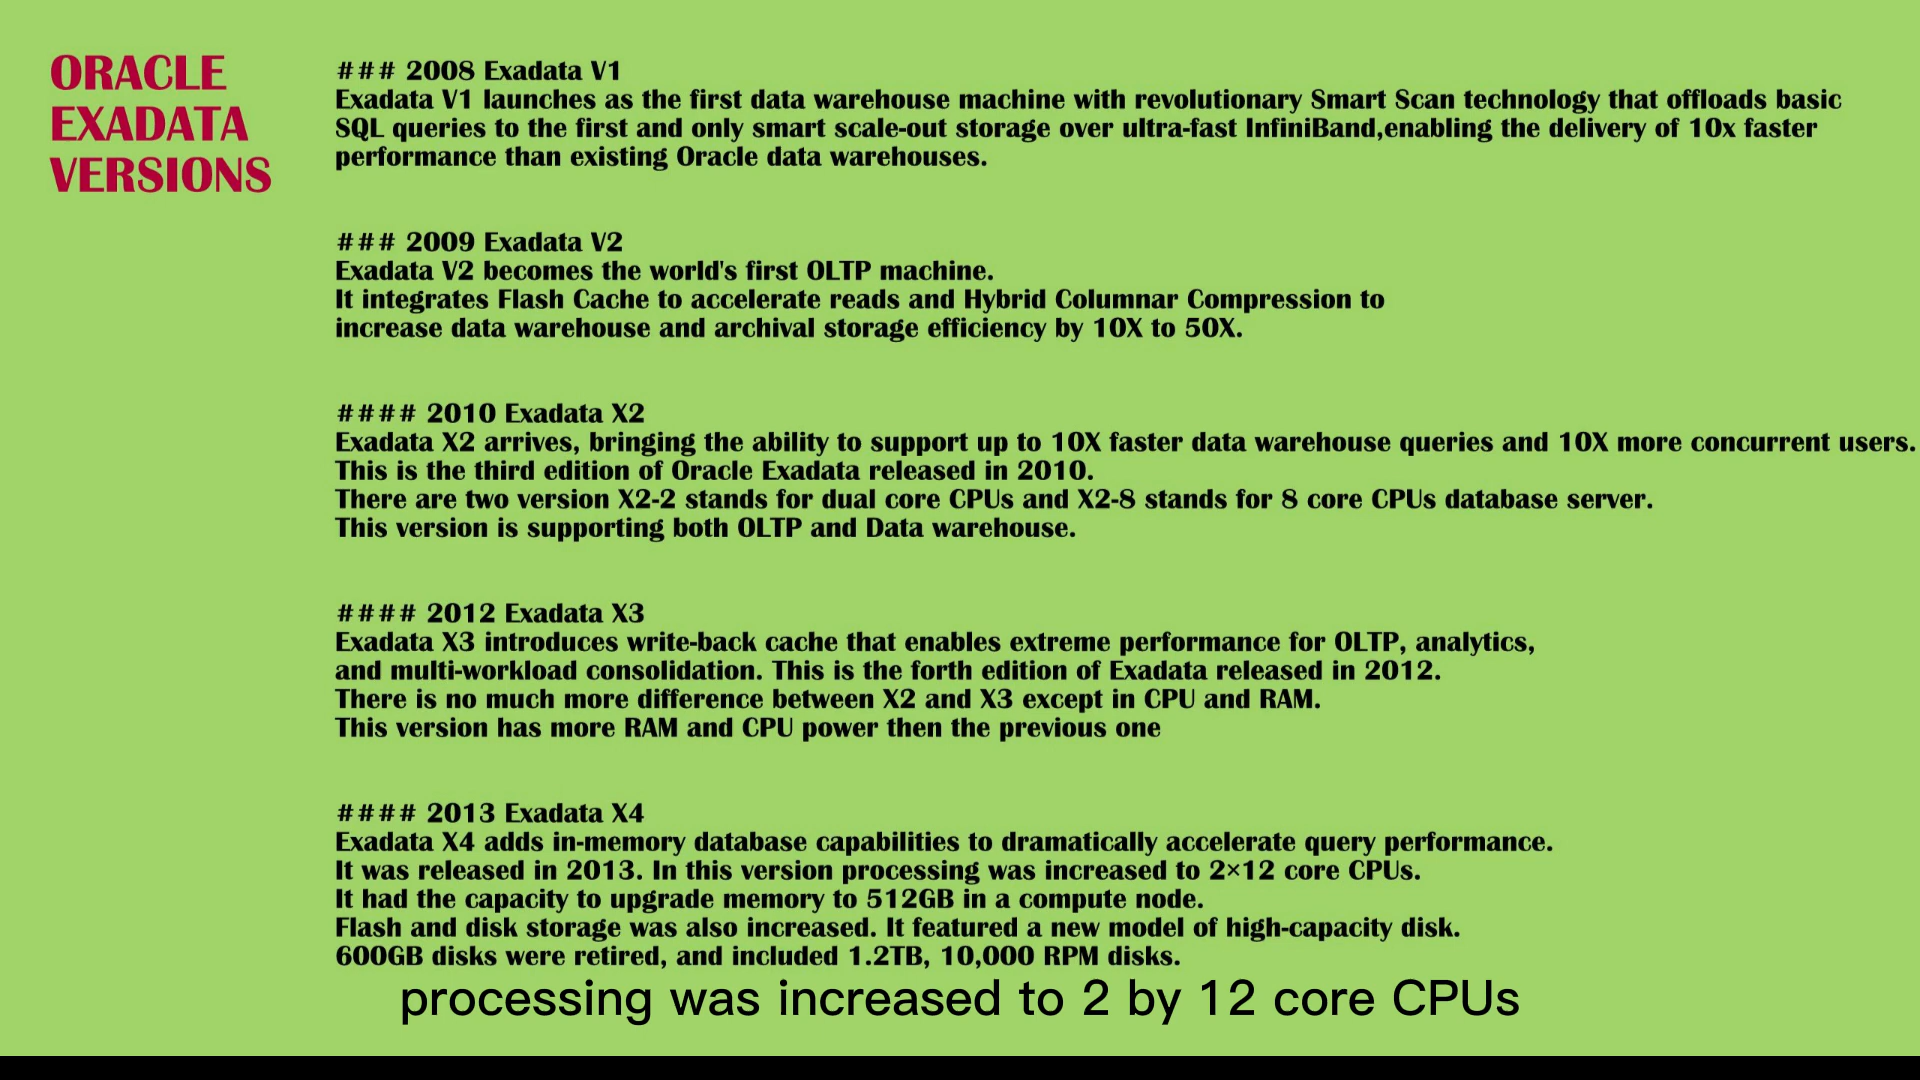 ORACLE
EXADATA
VERSIONS
### 2008 Exadata V1
Exadata V1 launches as the first data warehouse machine with revolutionary Smart Scan technology that offloads basic
SQL queries to the first and only smart scale-out storage over ultra-fast InfiniBand,enabling the delivery of 10x faster
performance than existing Oracle data warehouses.
### 2009 Exadata V2
Exadata V2 becomes the world's first OLTP machine.
It integrates Flash Cache to accelerate reads and Hybrid Columnar Compression to
increase data warehouse and archival storage efficiency by 10X to 50X.
#### 2010 Exadata X2
Exadata X2 arrives, bringing the ability to support up to 10X faster data warehouse queries and 10X more concurrent users.
This is the third edition of Oracle Exadata released in 2010.
There are two version X2-2 stands for dual core CPUs and X2-8 stands for 8 core CPUs database server.
This version is supporting both OLTP and Data warehouse.
#### 2012 Exadata X3
Exadata X3 introduces write-back cache that enables extreme performance for OLTP, analytics,
and multi-workload consolidation. This is the forth edition of Exadata released in 2012.
There is no much more difference between X2 and X3 except in CPU and RAM.
This version has more RAM and CPU power then the previous one
#### 2013 Exadata X4
Exadata X4 adds in-memory database capabilities to dramatically accelerate query performance.
It was released in 2013. In this version processing was increased to 2×12 core CPUs.
It had the capacity to upgrade memory to 512GB in a compute node.
Flash and disk storage was also increased. It featured a new model of high-capacity disk.
600GB disks were retired, and included 1.2TB, 10,000 RPM disks.
processing was increased to 2 by 12 core CPUs